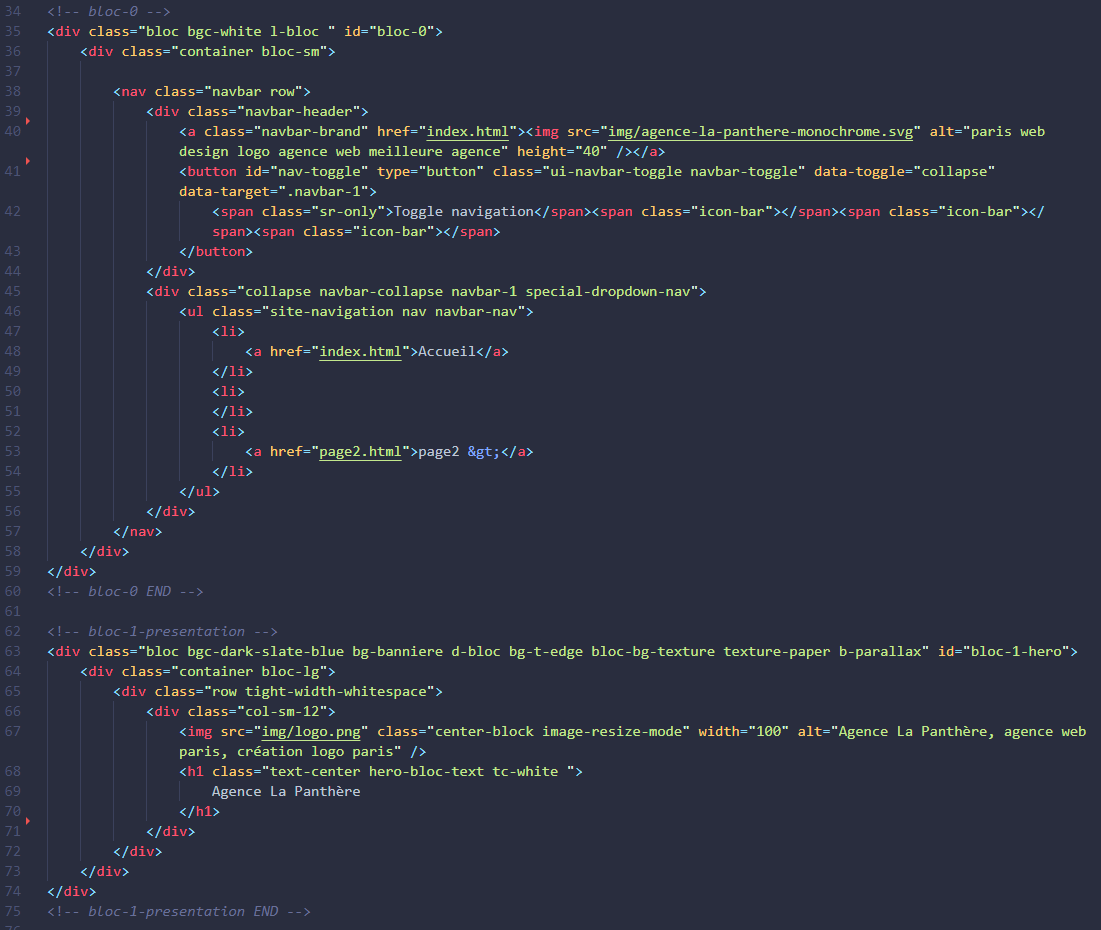 34 <!-- bloc-0 -->
35 <div class="bloc bgc-white l-bloc " id="bloc-0">
36 <div class="container bloc-sm">
37
38 <nav class="navbar row">
39 <div class="navbar-header">
40 <a class="navbar-brand" href="index.html"><img src="img/agence-la-panthere-monochrome.svg" alt="paris web
design logo agence web meilleure agence" height="40" /></a>
41 <button id="nav-toggle" type="button" class="ui-navbar-toggle navbar-toggle" data-toggle="collapse"
data-target=".navbar-1">
42 <span class="sr-only">Toggle navigation</span><span class="icon-bar"></span><span class="icon-bar"></
span><span class="icon-bar"></span>
43 </button>
44 </div>
45 <div class="collapse navbar-collapse navbar-1 special-dropdown-nav">
46 <ul class="site-navigation nav navbar-nav">
47 <li>
48 <a href="index.html">Accueil</a>
49 </li>
50 <li>
51 </li>
52 <li>
53 <a href="page2.html">page2 &gt;</a>
54 </li>
55 </ul>
56 </div>
57 </nav>
58 </div>
59 </div>
60 <!-- bloc-0 END -->
61
62 <!-- bloc-1-presentation -->
63 <div class="bloc bgc-dark-slate-blue bg-banniere d-bloc bg-t-edge bloc-bg-texture texture-paper b-parallax" id="bloc-1-hero">
64 <div class="container bloc-lg">
65 <div class="row tight-width-whitespace">
66 <div class="col-sm-12">
67 <img src="img/logo.png" class="center-block image-resize-mode" width="100" alt="Agence La Panthère, agence web
paris, création logo paris" />
68 <h1 class="text-center hero-bloc-text tc-white ">
69 Agence La Panthère
70 </h1>
71 </div>
72 </div>
73 </div>
74 </div>
75 <!-- bloc-1-presentation END -->